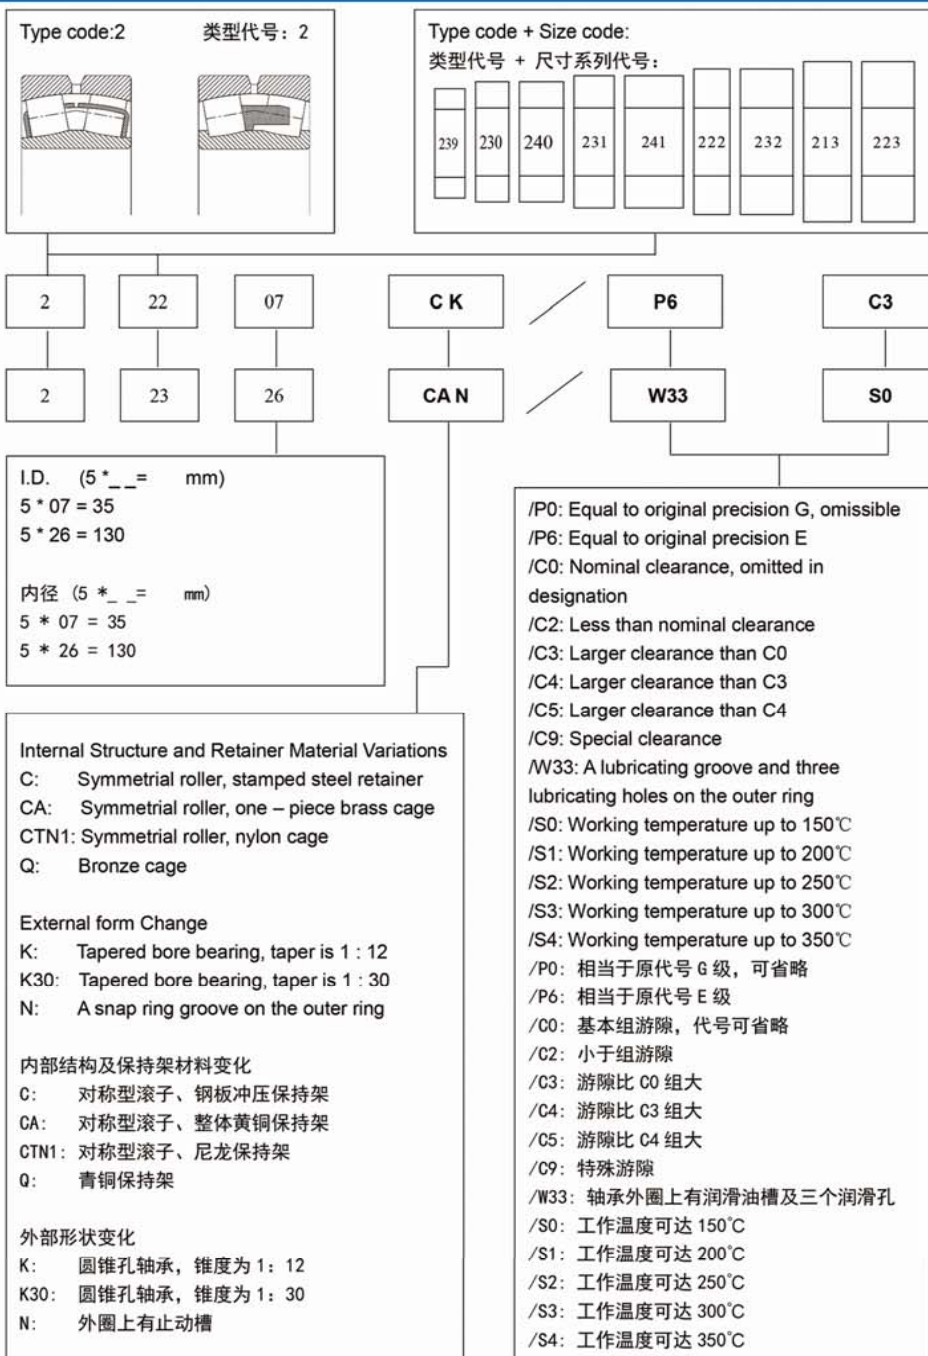 Type code:2 类型代号：2
Type code + Size code:
类型代号 + 尺寸系列代号：
239 230 240 231 241 222 232 213 223
2 22 07 C K P6 C3
2 23 26 CA N W33 S0
I.D. (5 *_ _= mm)
5 * 07 = 35
5 * 26 = 130
内径 (5 *_ _= mm)
5 * 07 = 35
5 * 26 = 130
Internal Structure and Retainer Material Variations
C: Symmetrial roller, stamped steel retainer
CA: Symmetrial roller, one – piece brass cage
CTN1: Symmetrial roller, nylon cage
Q: Bronze cage
External form Change
K: Tapered bore bearing, taper is 1 : 12
K30: Tapered bore bearing, taper is 1 : 30
N: A snap ring groove on the outer ring
内部结构及保持架材料变化
C: 对称型滚子、钢板冲压保持架
CA: 对称型滚子、整体黄铜保持架
CTN1: 对称型滚子、尼龙保持架
Q: 青铜保持架
外部形状变化
K: 圆锥孔轴承，锥度为 1：12
K30: 圆锥孔轴承，锥度为 1：30
N: 外圈上有止动槽
/P0: Equal to original precision G, omissible
/P6: Equal to original precision E
/C0: Nominal clearance, omitted in
designation
/C2: Less than nominal clearance
/C3: Larger clearance than C0
/C4: Larger clearance than C3
/C5: Larger clearance than C4
/C9: Special clearance
/W33: A lubricating groove and three
lubricating holes on the outer ring
/S0: Working temperature up to 150℃
/S1: Working temperature up to 200℃
/S2: Working temperature up to 250℃
/S3: Working temperature up to 300℃
/S4: Working temperature up to 350℃
/P0: 相当于原代号 G 级，可省略
/P6: 相当于原代号 E 级
/C0: 基本组游隙，代号可省略
/C2: 小于组游隙
/C3: 游隙比 C0 组大
/C4: 游隙比 C3 组大
/C5: 游隙比 C4 组大
/C9: 特殊游隙
/W33: 轴承外圈上有润滑油槽及三个润滑孔
/S0: 工作温度可达 150℃
/S1: 工作温度可达 200℃
/S2: 工作温度可达 250℃
/S3: 工作温度可达 300℃
/S4: 工作温度可达 350℃